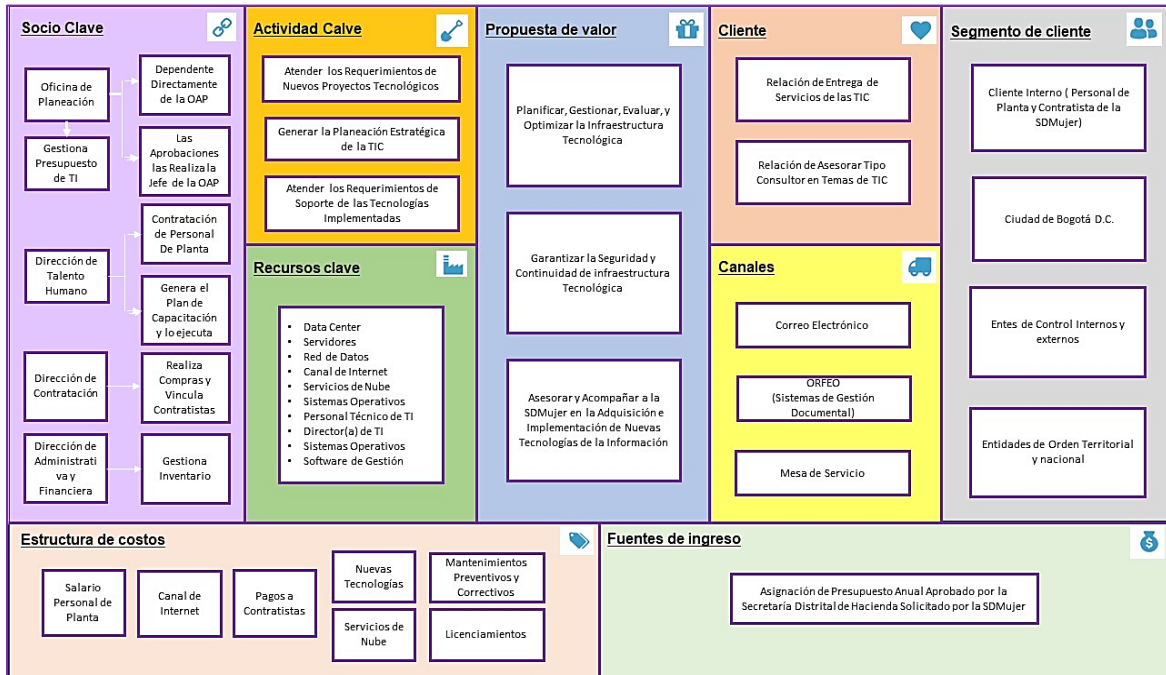 Socio Clave
Oficina de
Planeación
Dependente
Directamente
de la OAP
Gestiona
Presupuesto
de TI
Las
Aprobaciones
las Realiza la
Jefe de la OAP
Dirección de
Talento
Humano
Contratación
de Personal
De Planta
Genera el
Plan de
Capacitación
y lo ejecuta
Dirección de
Contratación
Realiza
Compras y
Vincula
Contratistas
Dirección de
Administrati
va y
Financiera
Gestiona
Inventario
Actividad Calve
Atender los Requerimientos de
Nuevos Proyectos Tecnológicos
Generar la Planeación Estratégica
de la TIC
Atender los Requerimientos de
Soporte de las Tecnologías
Implementadas
Recursos clave
• Data Center
• Servidores
• Red de Datos
• Canal de Internet
• Servicios de Nube
• Sistemas Operativos
• Personal Técnico de TI
• Director(a) de TI
• Sistemas Operativos
• Software de Gestión
Propuesta de valor
Planificar, Gestionar, Evaluar, y
Optimizar la Infraestructura
Tecnológica
Garantizar la Seguridad y
Continuidad de infraestructura
Tecnológica
Asesorar y Acompañar a la
SDMujer en la Adquisición e
Implementación de Nuevas
Tecnologías de la Información
Cliente
Relación de Entrega de
Servicios de las TIC
Relación de Asesorar Tipo
Consultor en Temas de TIC
Canales
Correo Electrónico
ORFEO
(Sistemas de Gestión
Documental)
Mesa de Servicio
Segmento de cliente
Cliente Interno ( Personal de
Planta y Contratista de la
SDMujer)
Ciudad de Bogotá D.C.
Entes de Control Internos y
externos
Entidades de Orden Territorial
y nacional
Estructura de costos
Salario
Personal de
Planta
Canal de
Internet
Pagos a
Contratistas
Nuevas
Tecnologías
Servicios de
Nube
Mantenimientos
Preventivos y
Correctivos
Licenciamientos
Fuentes de ingreso
Asignación de Presupuesto Anual Aprobado por la
Secretaría Distrital de Hacienda Solicitado por la SDMujer